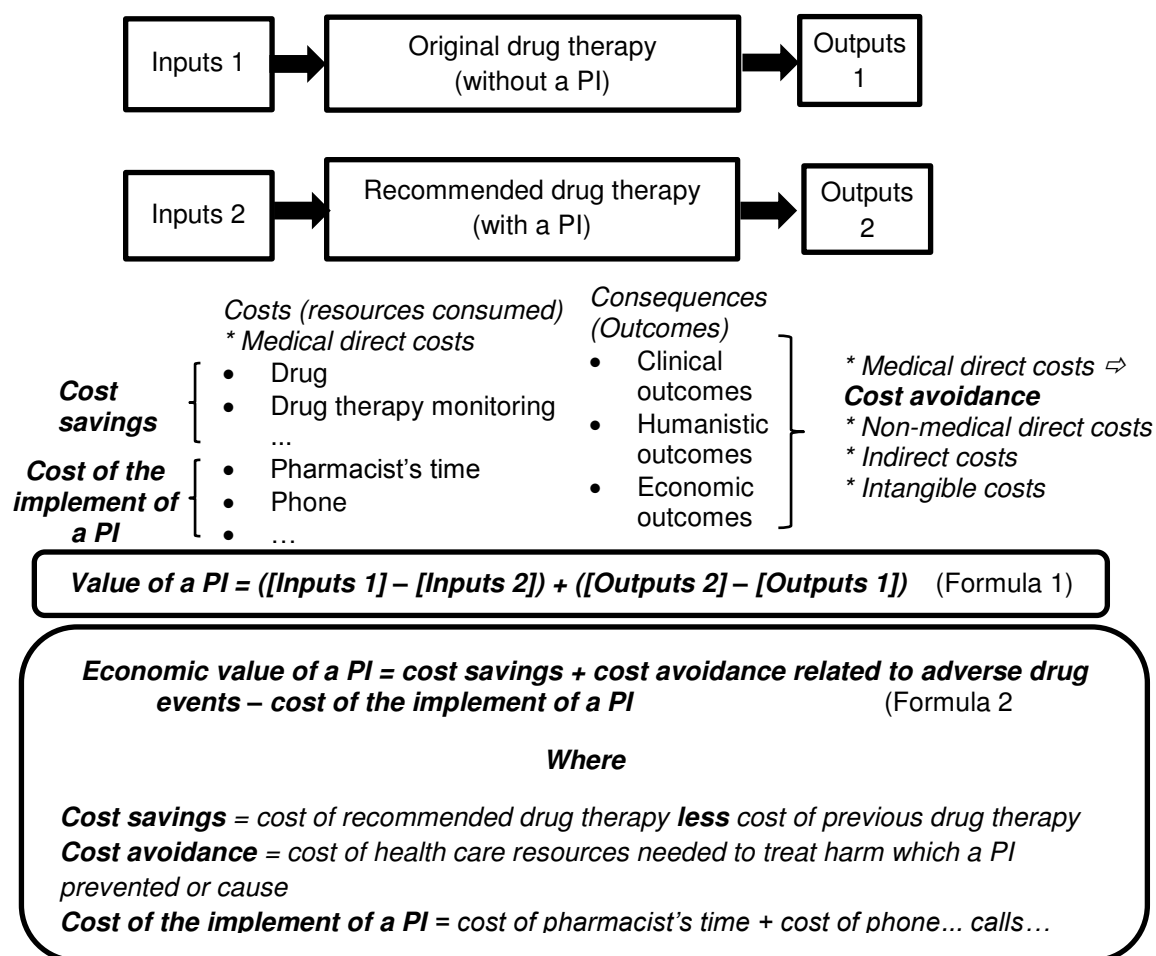 Inputs 1
Original drug therapy
(without a PI)
Outputs
1
Inputs 2
Recommended drug therapy
(with a PI)
Outputs
2
Costs (resources consumed)
* Medical direct costs
Cost
savings
• Drug
• Drug therapy monitoring
...
Cost of the
implement of
a PI
• Pharmacist's time
• Phone
• …
Consequences
(Outcomes)
• Clinical
outcomes
• Humanistic
outcomes
• Economic
outcomes
* Medical direct costs ⇨
Cost avoidance
* Non-medical direct costs
* Indirect costs
* Intangible costs
Value of a PI = ([Inputs 1] – [Inputs 2]) + ([Outputs 2] – [Outputs 1]) (Formula 1)
Economic value of a PI = cost savings + cost avoidance related to adverse drug
events – cost of the implement of a PI (Formula 2
Where
Cost savings = cost of recommended drug therapy less cost of previous drug therapy
Cost avoidance = cost of health care resources needed to treat harm which a PI
prevented or cause
Cost of the implement of a PI = cost of pharmacist's time + cost of phone... calls…